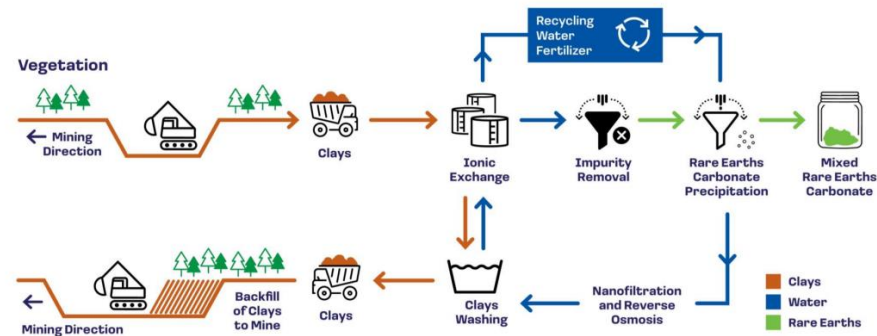 Recycling
Water
Fertilizer
Vegetation
Mining
Direction
Clays
Ionic
Exchange
Impurity
Removal
Rare Earths
Carbonate
Precipitation
Mixed
Rare Earths
Carbonate
Mining Direction
Backfill
of Clays
to Mine
Clays
Clays
Washing
Nanofiltration
and Reverse
Osmosis
Clays
Water
Rare Earths